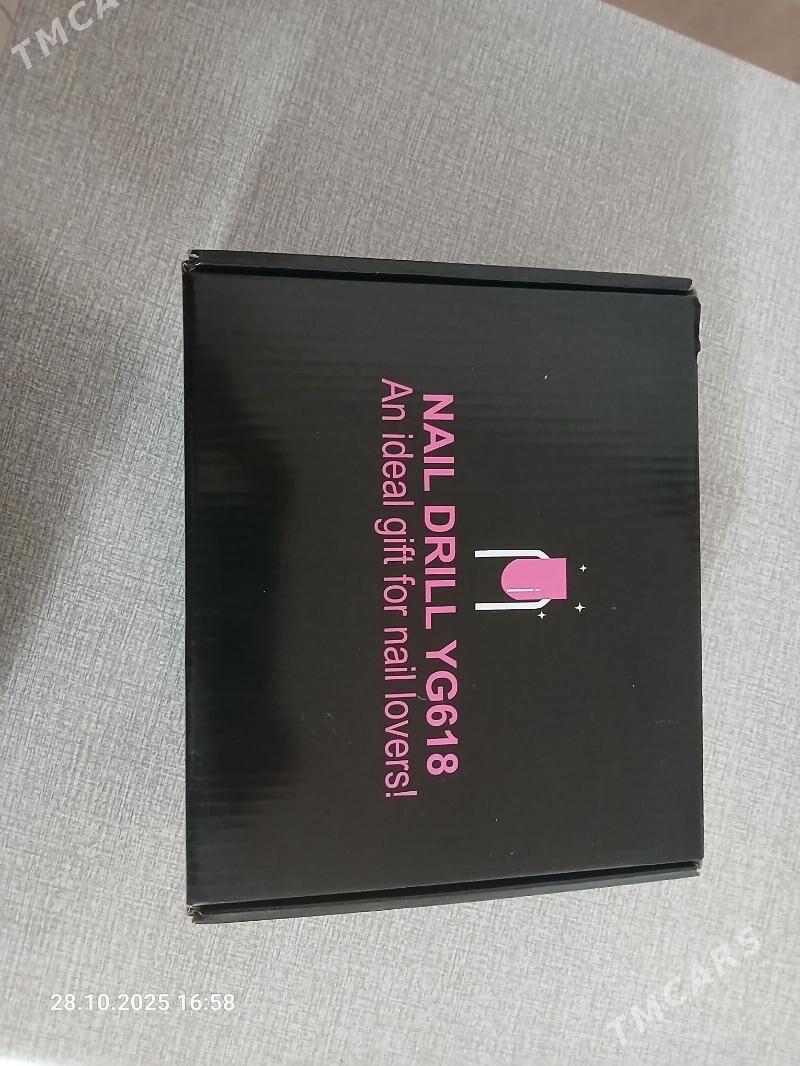 TMCARS
NAIL DRILL YG618
An ideal gift for nail lovers!
28.10.2025 16:58
TMCARS